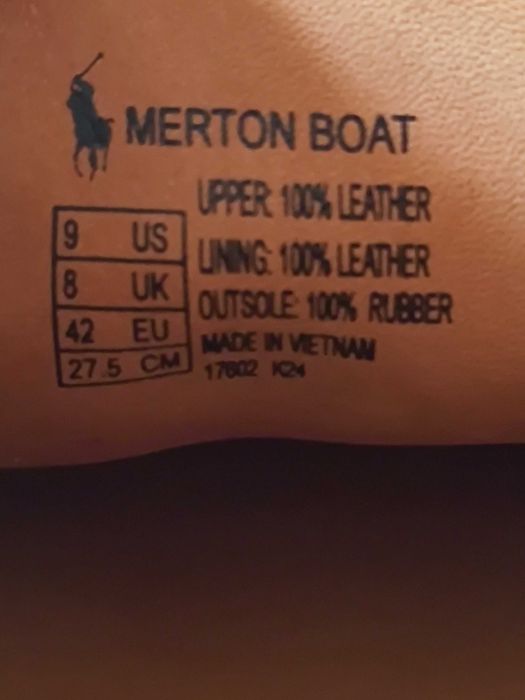 MERTON BOAT
UPPER: 100% LEATHER
LINING: 100% LEATHER
OUTSOLE: 100% RUBBER
MADE IN VIETNAM
17602 K24
9 US
8 UK
42 EU
27.5 CM